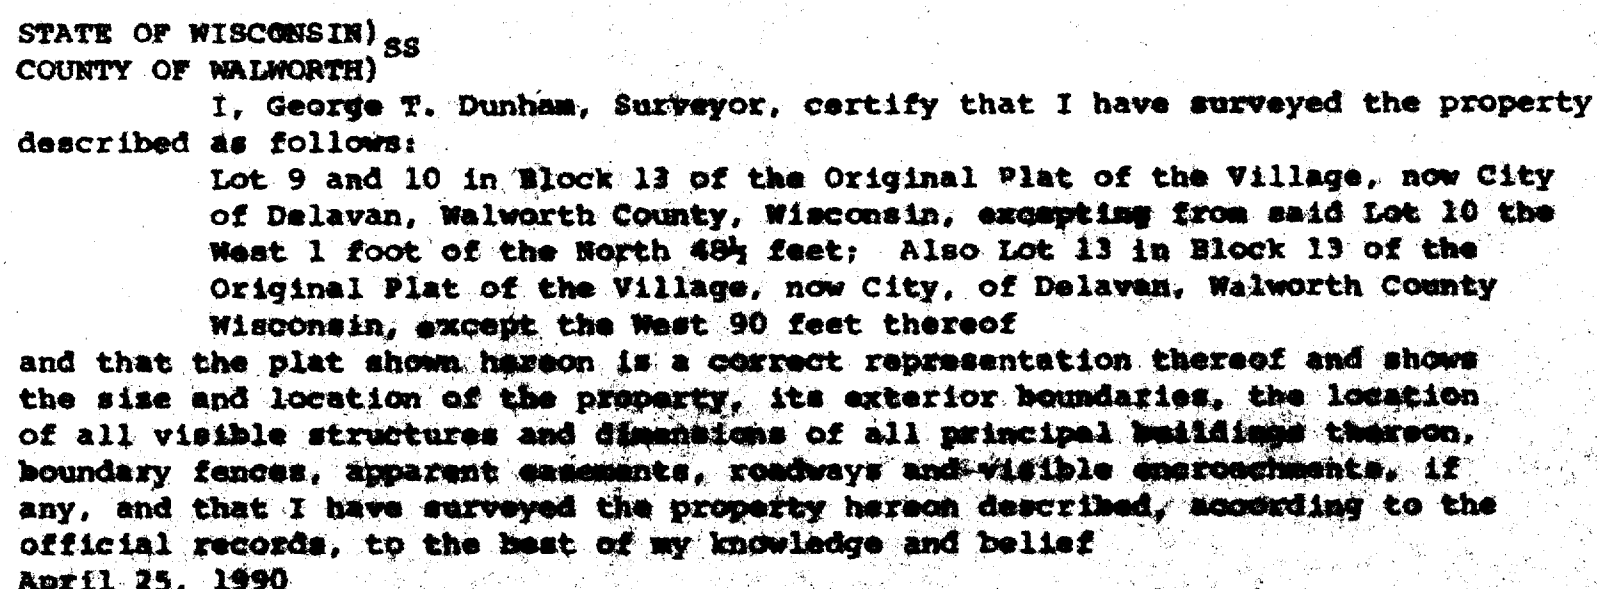 STATE OF WISCONSIN)
SS
COUNTY OF WALWORTH)
I, George T. Dunham, Surveyor, certify that I have surveyed the property
described as follows:
Lot 9 and 10 in Block 13 of the Original Plat of the Village, now City
of Delavan, Walworth County, Wisconsin, excepting from said Lot 10 the
West 1 foot of the North 48½ feet; Also Lot 13 in Block 13 of the
Original Plat of the Village, now City, of Delavan, Walworth County
Wisconsin, except the West 90 feet thereof
and that the plat shown hereon is a correct representation thereof and shows
the size and location of the property, its exterior boundaries, the location
of all visible structures and dimensions of all principal buildings thereon,
boundary fences, apparent easements, roadways and visible encroachments, if
any, and that I have surveyed the property hereon described, according to the
official records, to the best of my knowledge and belief
April 25, 1990